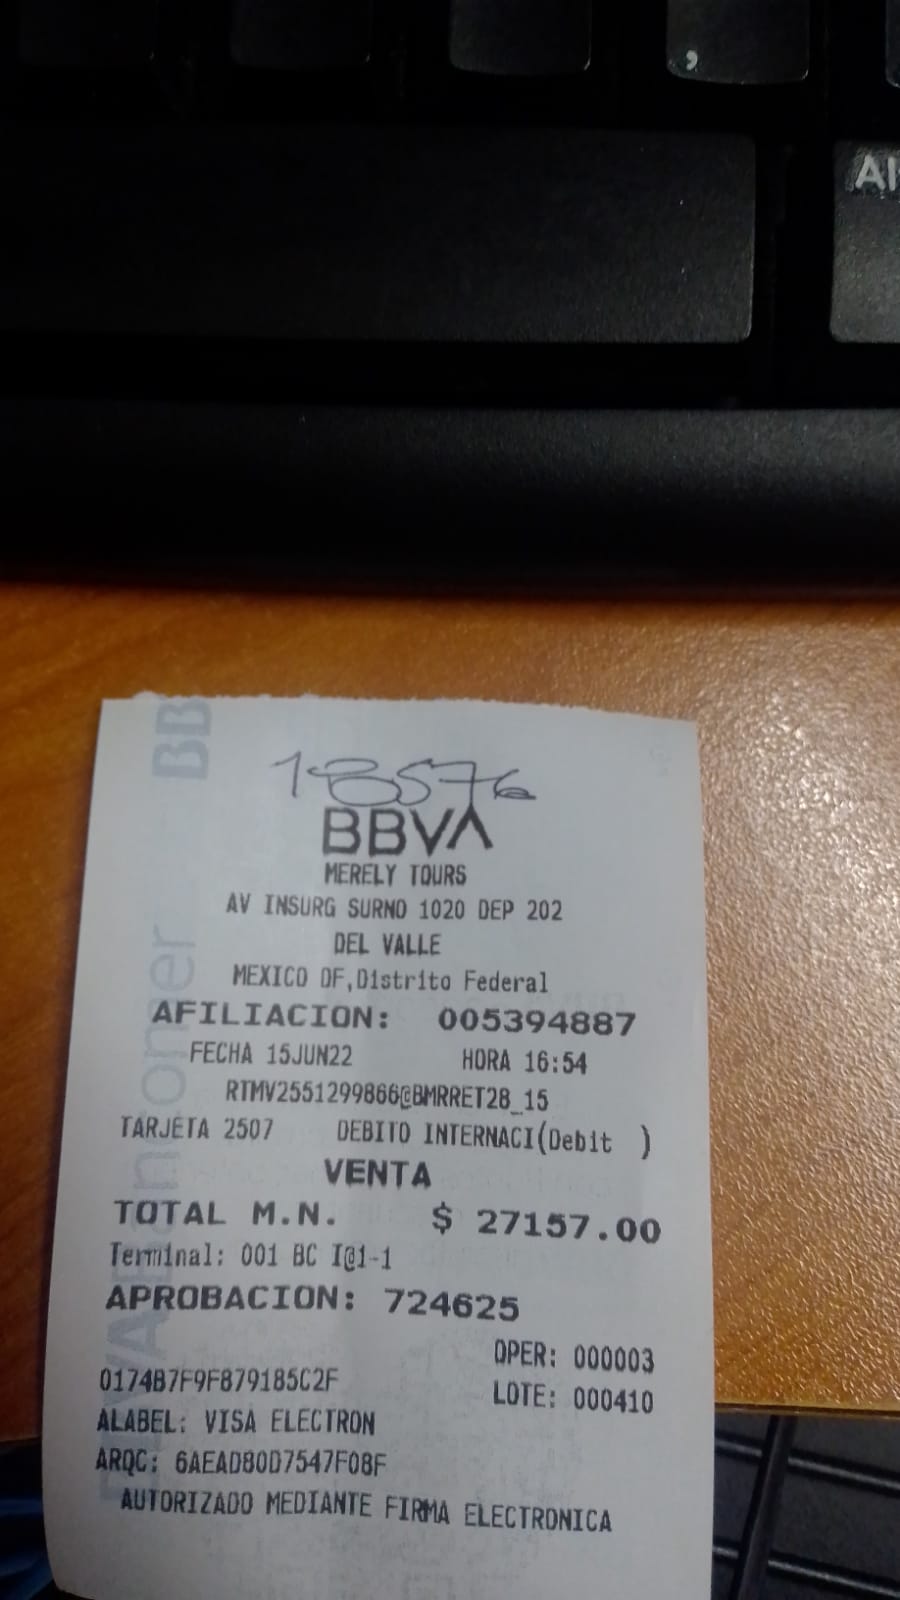 ,
Al
18576
BBVA
MERELY TOURS
AV INSURG SURNO 1020 DEP 202
DEL VALLE
MEXICO DF,Distrito Federal
AFILIACION: 005394887
FECHA 15JUN22 HORA 16:54
RTMV2551299866@BMRRET28_15
TARJETA 2507 DEBITO INTERNACI(Debit )
VENTA
TOTAL M.N. $ 27157.00
Terminal: 001 BC I@1-1
APROBACION: 724625
OPER: 000003
0174B7F9F879185C2F
LOTE: 000410
ALABEL: VISA ELECTRON
ARQC: 6AEAD80D7547F08F
AUTORIZADO MEDIANTE FIRMA ELECTRONICA